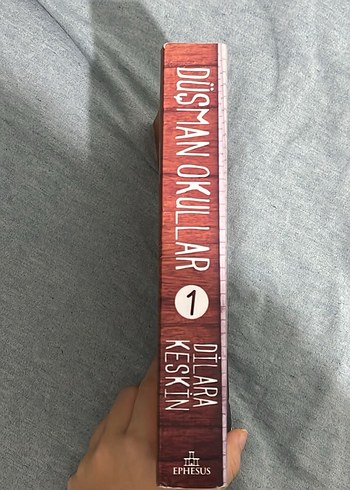 DÜŞMAN OKULLAR
1
DİLARA
KESKİN
EPHESUS